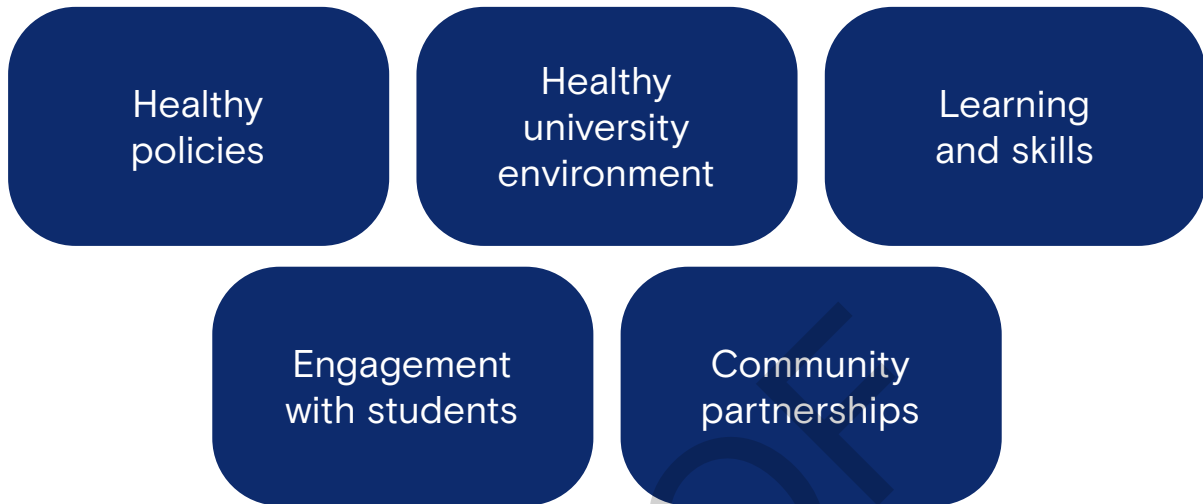 Healthy
policies
Healthy
university
environment
Learning
and skills
Engagement
with students
Community
partnerships